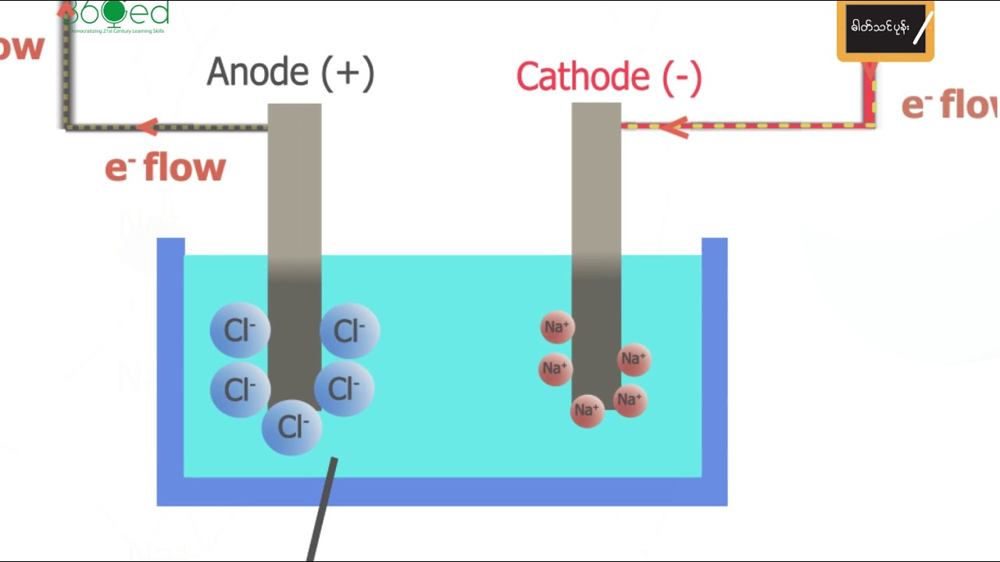 36Ged
Democratizing 21st Century Learning Skills
ဓါတ်သင်ပုန်း
ow
Anode (+)
Cathode (-)
e⁻ flow
e⁻ flow
Cl⁻
Cl⁻
Cl⁻
Cl⁻
Cl⁻
Na⁺
Na⁺
Na⁺
Na⁺
Na⁺